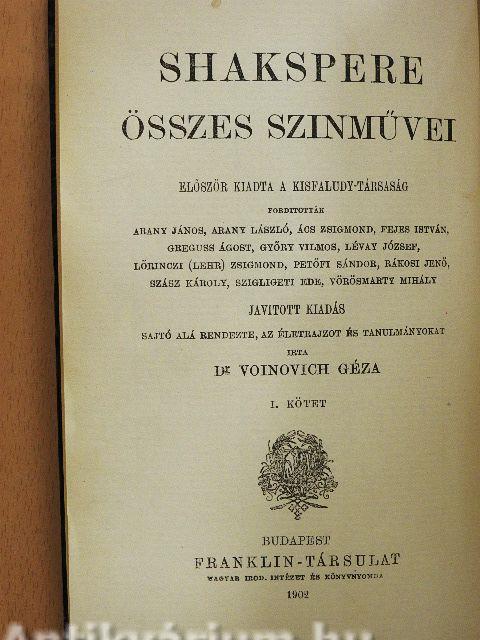 SHAKSPERE
ÖSSZES SZINMŰVEI
ELŐSZÖR KIADTA A KISFALUDY-TÁRSASÁG
FORDITOTTÁK
ARANY JÁNOS, ARANY LÁSZLÓ, ÁCS ZSIGMOND, FEJES ISTVÁN,
GREGUSS ÁGOST, GYŐRY VILMOS, LÉVAY JÓZSEF,
LŐRINCZI (LEHR) ZSIGMOND, PETŐFI SÁNDOR, RÁKOSI JENŐ,
SZÁSZ KÁROLY, SZIGLIGETI EDE, VÖRÖSMARTY MIHÁLY
JAVITOTT KIADÁS
SAJTÓ ALÁ RENDEZTE, AZ ÉLETRAJZOT ÉS TANULMÁNYOKAT
IRTA
DR VOINOVICH GÉZA
I. KÖTET
BUDAPEST
FRANKLIN-TÁRSULAT
MAGYAR IROD. INTÉZET ÉS KÖNYVNYOMDA
1902
Antikvárium.hu